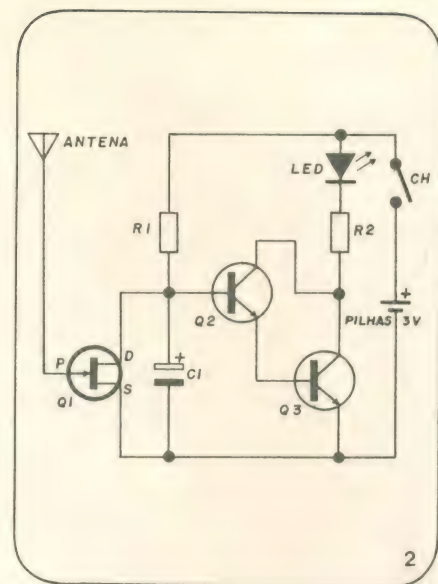 ANTENA
LED
CH
R1
R2
Q2
PILHAS 3V
+
P
D
+
C1
S
Q1
Q3
2